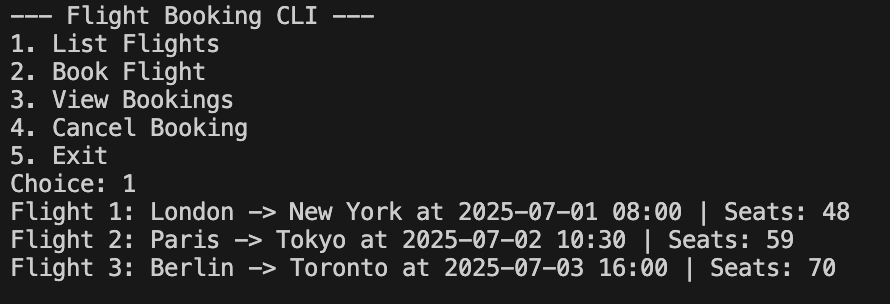 --- Flight Booking CLI ---
1. List Flights
2. Book Flight
3. View Bookings
4. Cancel Booking
5. Exit
Choice: 1
Flight 1: London -> New York at 2025-07-01 08:00 | Seats: 48
Flight 2: Paris -> Tokyo at 2025-07-02 10:30 | Seats: 59
Flight 3: Berlin -> Toronto at 2025-07-03 16:00 | Seats: 70